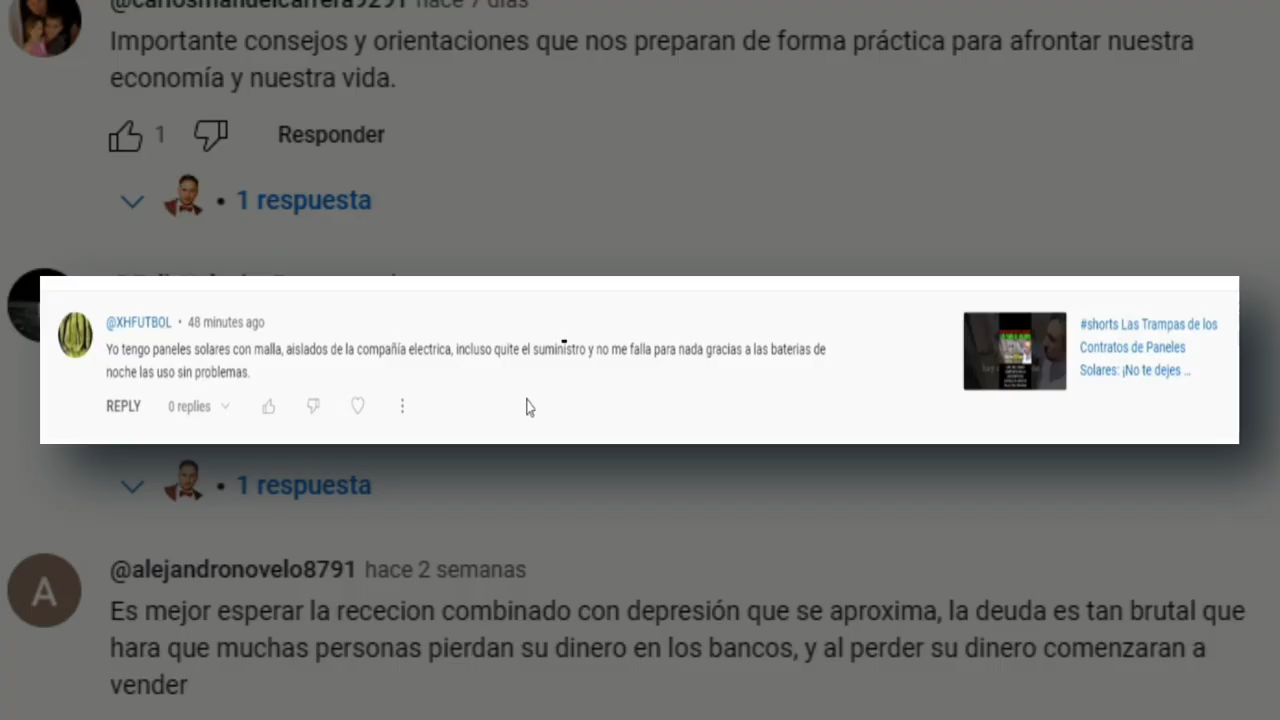 @carlosmanuelcarrera9291 hace 7 días
Importante consejos y orientaciones que nos preparan de forma práctica para afrontar nuestra
economía y nuestra vida.
1
Responder
• 1 respuesta
@XHFUTBOL • 48 minutes ago
Yo tengo paneles solares con malla, aislados de la compañía electrica, incluso quite el suministro y no me falla para nada gracias a las baterias de
noche las uso sin problemas.
REPLY 0 replies
#shorts Las Trampas de los
Contratos de Paneles
Solares: ¡No te dejes ...
• 1 respuesta
A
@alejandronovelo8791 hace 2 semanas
Es mejor esperar la rececion combinado con depresión que se aproxima, la deuda es tan brutal que
hara que muchas personas pierdan su dinero en los bancos, y al perder su dinero comenzaran a
vender